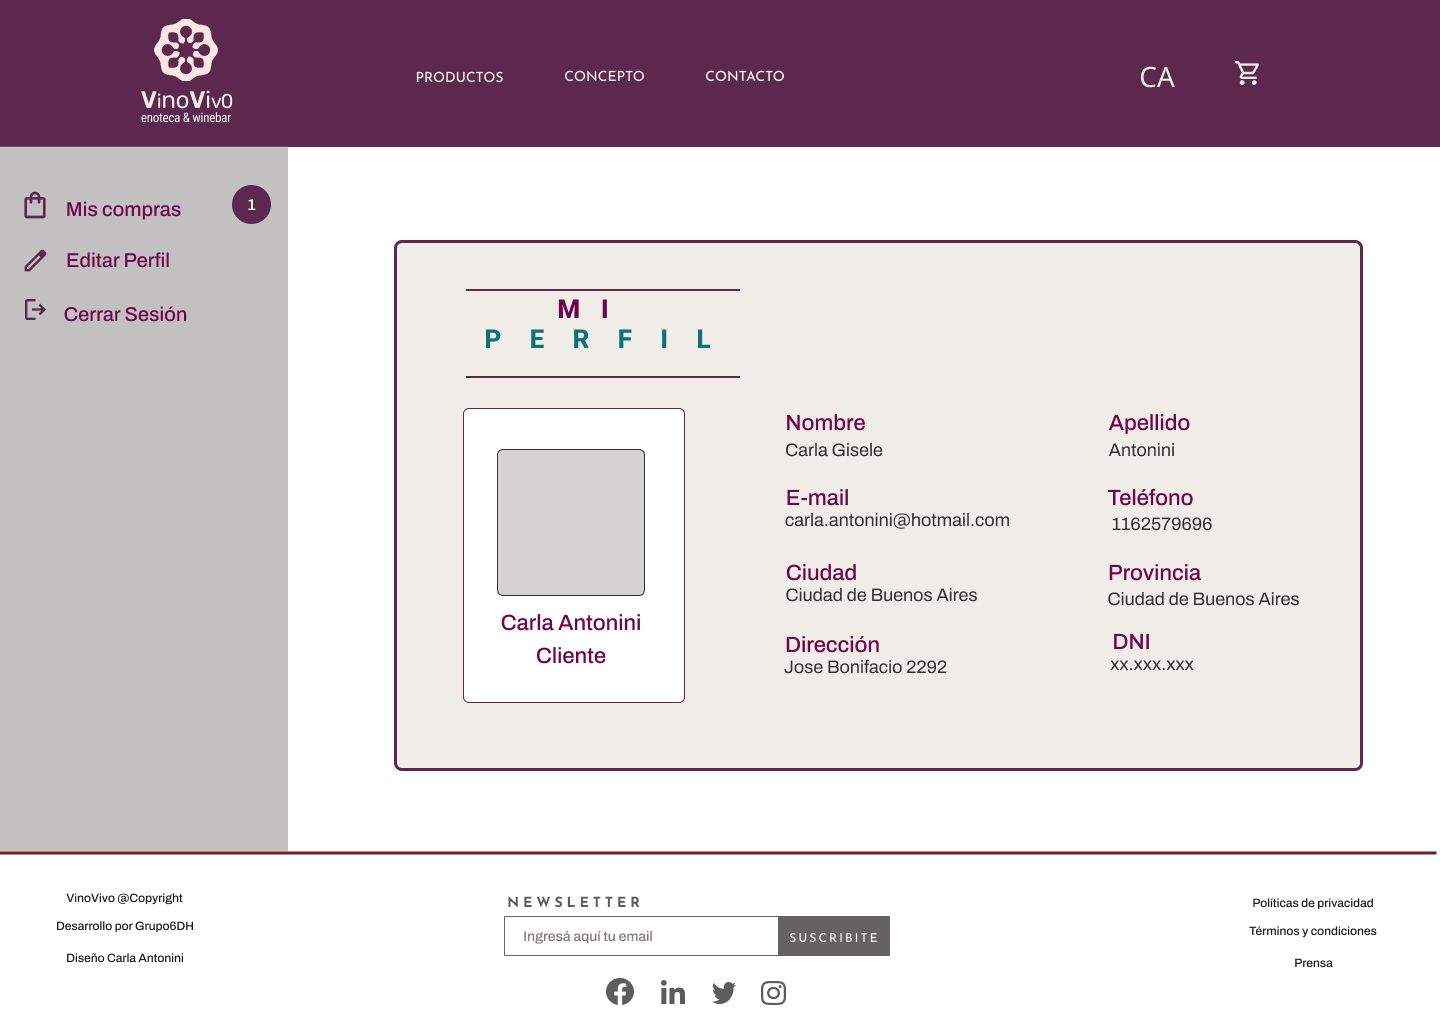 VinoVivo
enoteca & winebar
PRODUCTOS
CONCEPTO
CONTACTO
CA
Mis compras
1
Editar Perfil
Cerrar Sesión
MI
PERFIL
Carla Antonini
Cliente
Nombre
Carla Gisele
Apellido
Antonini
E-mail
carla.antonini@hotmail.com
Teléfono
1162579696
Ciudad
Ciudad de Buenos Aires
Provincia
Ciudad de Buenos Aires
Dirección
Jose Bonifacio 2292
DNI
xx.xxx.xxx
VinoVivo @Copyright
Desarrollo por Grupo6DH
Diseño Carla Antonini
NEWSLETTER
Ingresá aquí tu email
SUSCRIBITE
Políticas de privacidad
Términos y condiciones
Prensa